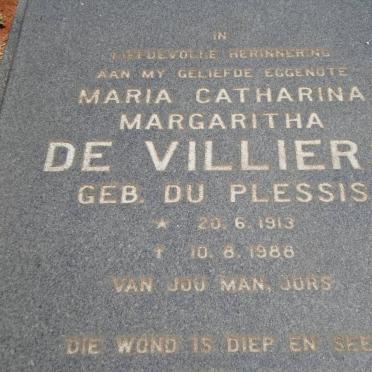 IN
LIEFDEVOLLE HERINNERING
AAN MY GELIEFDE EGGENOTE
MARIA CATHARINA
MARGARITHA
DE VILLIER
GEB. DU PLESSIS
★ 20.6.1913
✝ 10.8.1988
VAN JOU MAN, JORS
DIE WOND IS DIEP EN SEE